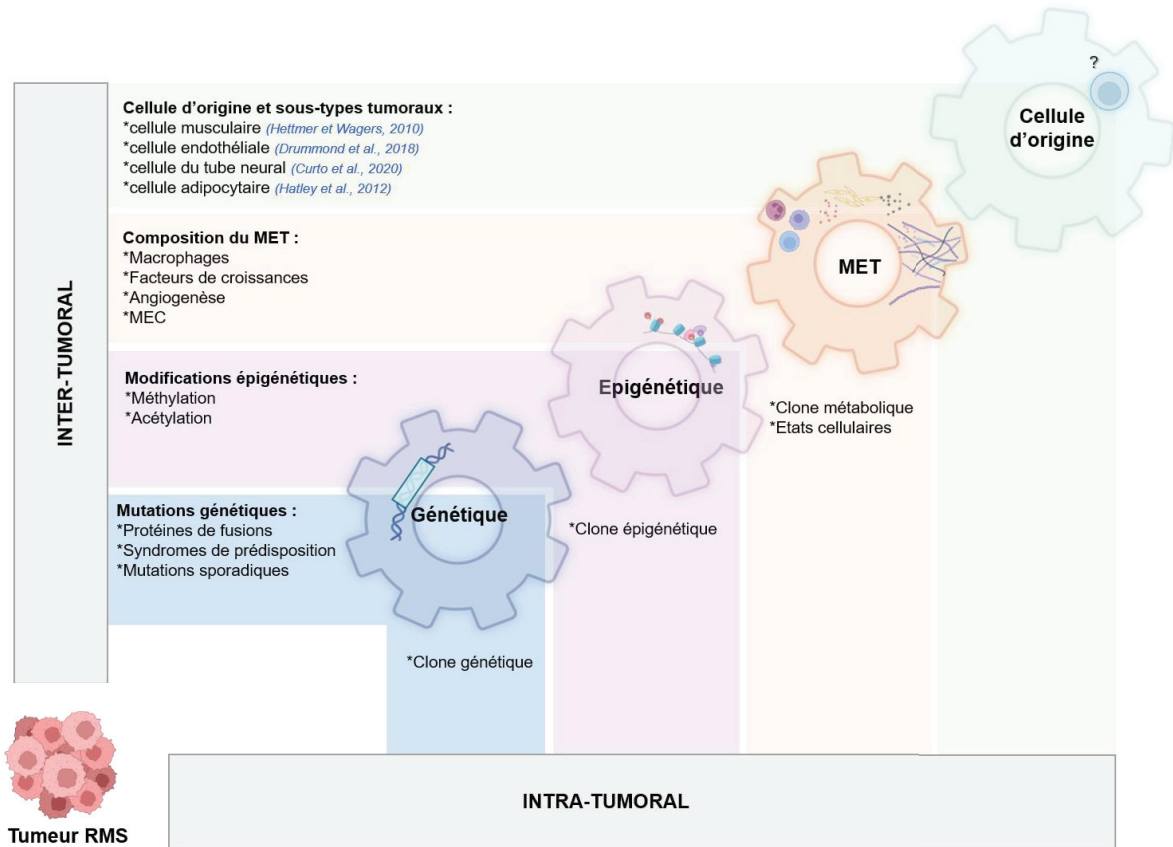 ?
Cellule
d'origine
Cellule d'origine et sous-types tumoraux :
*cellule musculaire (Hettmer et Wagers, 2010)
*cellule endothéliale (Drummond et al., 2018)
*cellule du tube neural (Curto et al., 2020)
*cellule adipocytaire (Hatley et al., 2012)
INTER-TUMORAL
Composition du MET :
*Macrophages
*Facteurs de croissances
*Angiogenèse
*MEC
MET
Modifications épigénétiques :
*Méthylation
*Acétylation
Epigénétique
*Clone métabolique
*Etats cellulaires
Mutations génétiques :
*Protéines de fusions
*Syndromes de prédisposition
*Mutations sporadiques
Génétique
*Clone épigénétique
*Clone génétique
INTRA-TUMORAL
Tumeur RMS